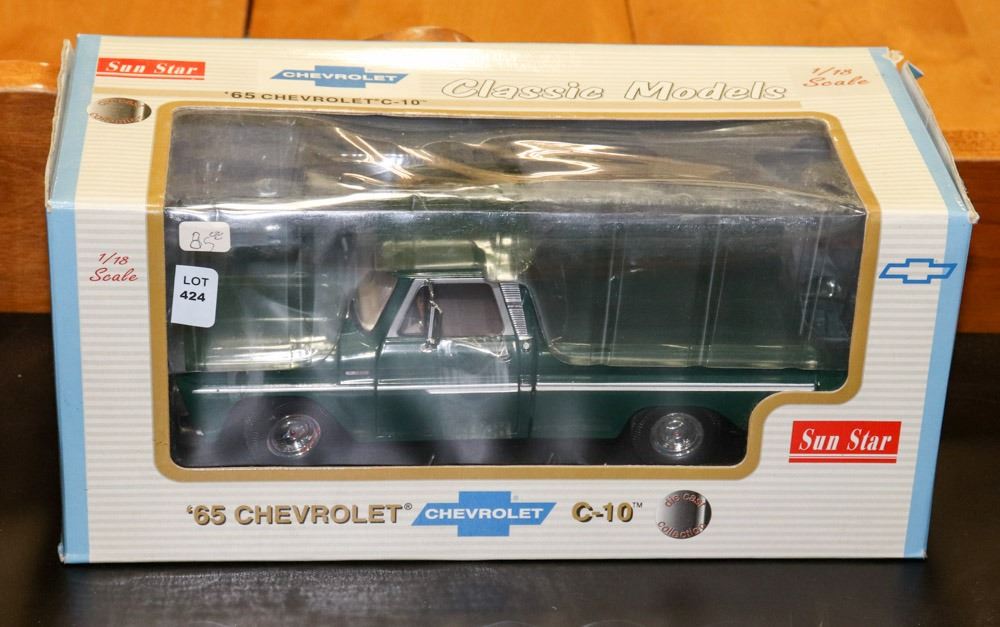 Sun Star
CHEVROLET
'65 CHEVROLET® C-10™
Classic Models
1/18
Scale
85
LOT
424
1/18
Scale
Sun Star
'65 CHEVROLET® CHEVROLET C-10™
die cast
collection